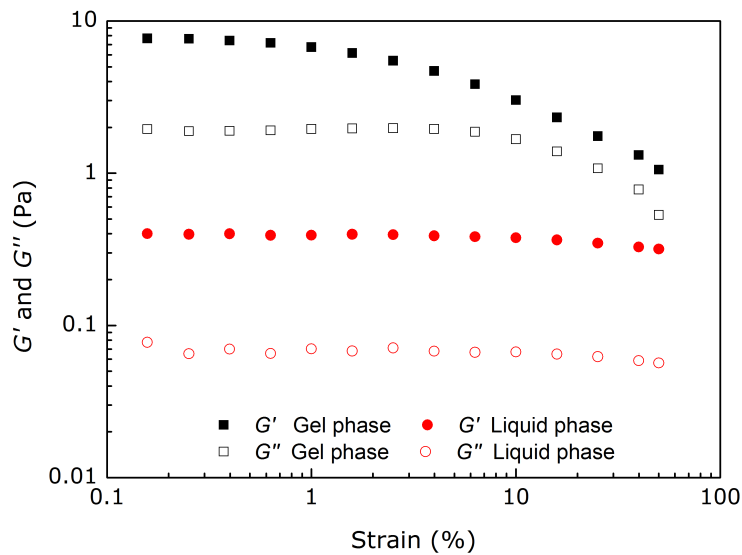 10
1
0.1
0.01
G' and G'' (Pa)
G' Gel phase
G' Liquid phase
G'' Gel phase
G'' Liquid phase
0.1
1
10
100
Strain (%)